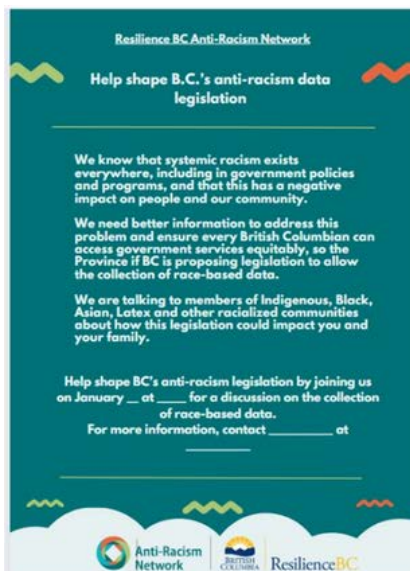 Resilience BC Anti-Racism Network
Help shape B.C.'s anti-racism data
legislation
We know that systemic racism exists
everywhere, including in government policies
and programs, and that this has a negative
impact on people and our community.
We need better information to address this
problem and ensure every British Columbian can
access government services equitably, so the
Province if BC is proposing legislation to allow
the collection of race-based data.
We are talking to members of Indigenous, Black,
Asian, Latex and other racialized communities
about how this legislation could impact you and
your family.
Help shape BC's anti-racism legislation by joining us
on January __ at ____ for a discussion on the collection
of race-based data.
For more information, contact __________ at
__________
Anti-Racism
Network
BRITISH
COLUMBIA
ResilienceBC